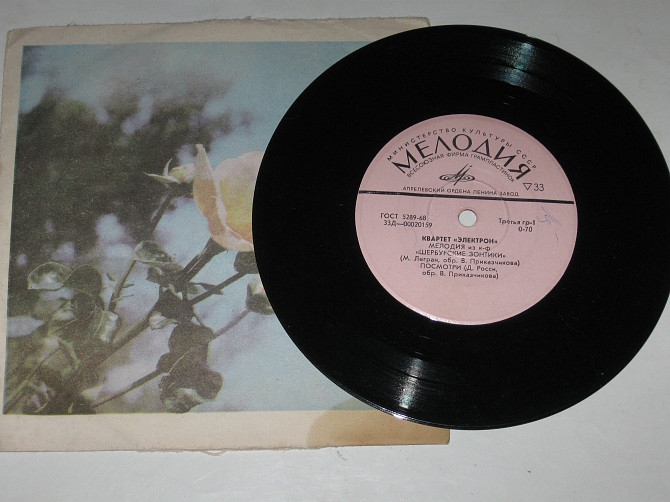 МИНИСТЕРСТВО КУЛЬТУРЫ СССР
МЕЛОДИЯ
ВСЕСОЮЗНАЯ ФИРМА ГРАМПЛАСТИНОК
АПРЕЛЕВСКИЙ ОРДЕНА ЛЕНИНА ЗАВОД
▽33
ГОСТ 5289-68
33Д—00020159
Третья гр-1
0-70
КВАРТЕТ «ЭЛЕКТРОН»
МЕЛОДИЯ из к-ф
«ШЕРБУРСКИЕ ЗОНТИКИ»
(М. Легран, обр. В. Приказчикова)
ПОСМОТРИ (Д. Росси,
обр. В. Приказчикова)